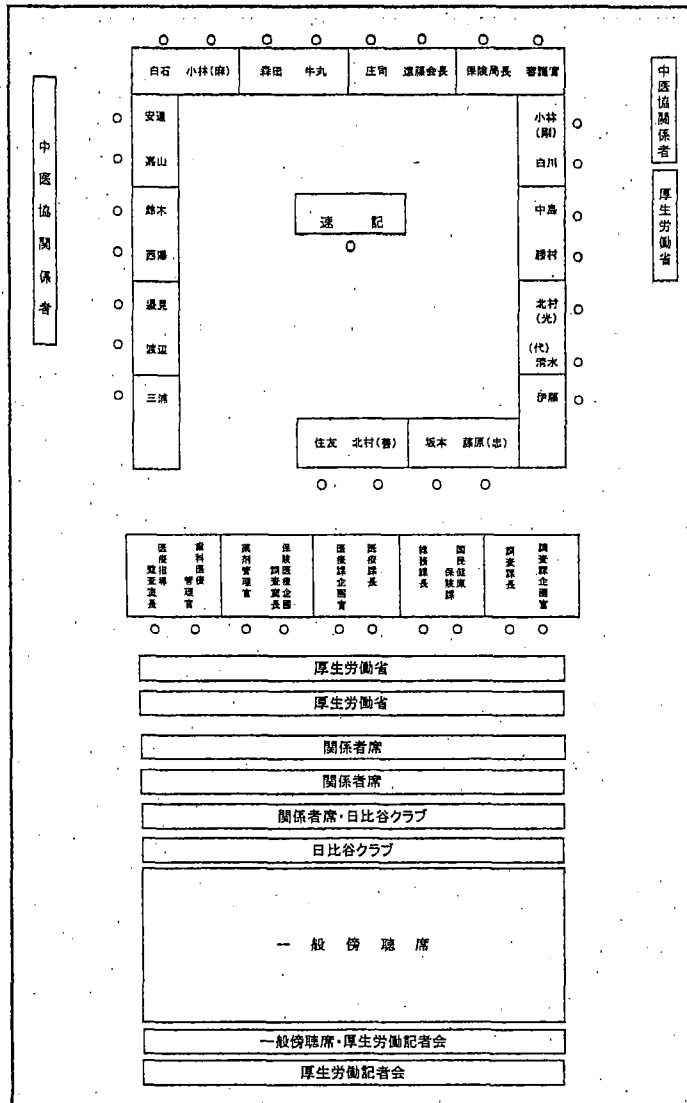 白石 小林(麻) 森田 牛丸 庄司 遠藤会長 保険局長 審議官
中医協関係者
安達
嵩山
鈴木
西澤
邉見
渡辺
三浦
速記
小林(剛)
白川
中島
勝村
北村(光)
(代)清水
伊藤
中医協関係者
厚生労働省
住友 北村(善) 坂本 藤原(忠)
医療指導監査室長
歯科医療管理官
薬剤管理官
保険医療企画調査室長
医療課企画官
医療課長
総務課長
国民健康保険課
調査課長
調査課企画官
厚生労働省
厚生労働省
関係者席
関係者席
関係者席・日比谷クラブ
日比谷クラブ
一般傍聴席
一般傍聴席・厚生労働記者会
厚生労働記者会